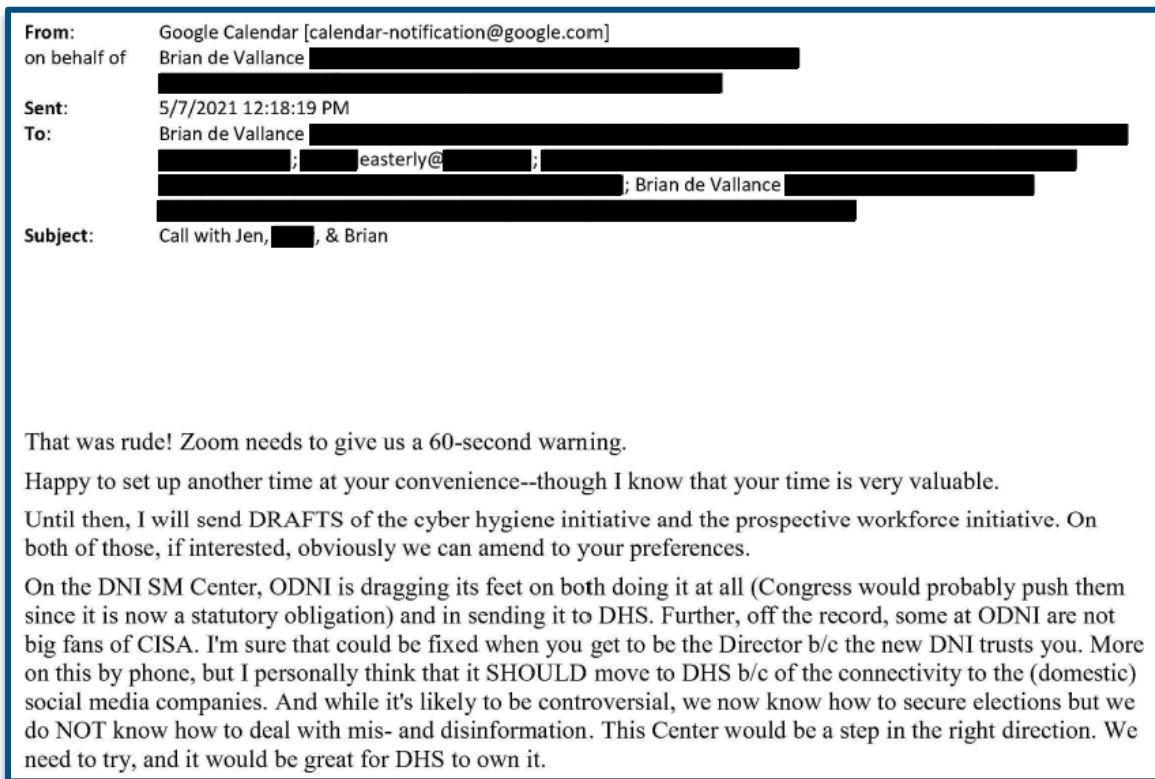 From: Google Calendar [calendar-notification@google.com]
on behalf of Brian de Vallance
Sent: 5/7/2021 12:18:19 PM
To: Brian de Vallance
; easterly@ ;
; Brian de Vallance
Subject: Call with Jen, , & Brian
That was rude! Zoom needs to give us a 60-second warning.
Happy to set up another time at your convenience--though I know that your time is very valuable.
Until then, I will send DRAFTS of the cyber hygiene initiative and the prospective workforce initiative. On
both of those, if interested, obviously we can amend to your preferences.
On the DNI SM Center, ODNI is dragging its feet on both doing it at all (Congress would probably push them
since it is now a statutory obligation) and in sending it to DHS. Further, off the record, some at ODNI are not
big fans of CISA. I'm sure that could be fixed when you get to be the Director b/c the new DNI trusts you. More
on this by phone, but I personally think that it SHOULD move to DHS b/c of the connectivity to the (domestic)
social media companies. And while it's likely to be controversial, we now know how to secure elections but we
do NOT know how to deal with mis- and disinformation. This Center would be a step in the right direction. We
need to try, and it would be great for DHS to own it.